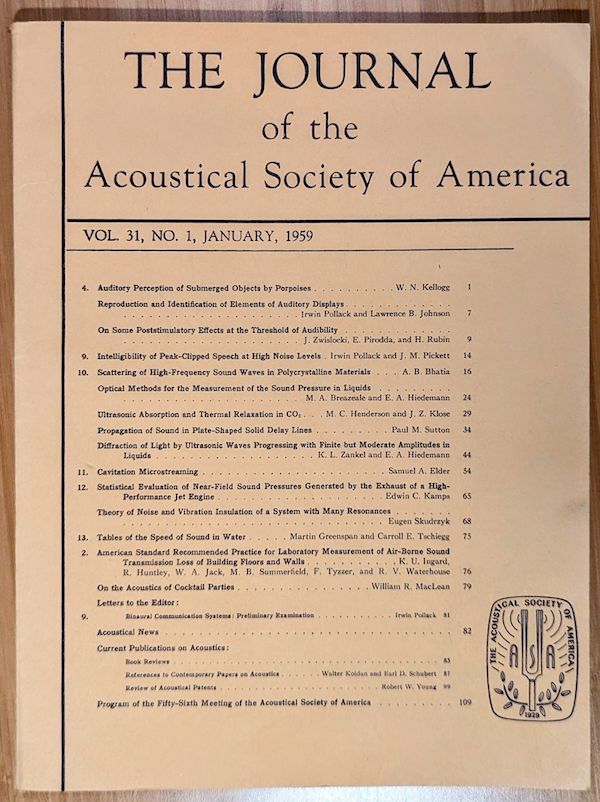 THE JOURNAL
of the
Acoustical Society of America
VOL. 31, NO. 1, JANUARY, 1959
4. Auditory Perception of Submerged Objects by Porpoises . . . . . . . . . . W. N. Kellogg 1
Reproduction and Identification of Elements of Auditory Displays . . . . . . . . . . . . .
. . . . . . . . . . . . . . . . . . . . . . Irwin Pollack and Lawrence B. Johnson 7
On Some Poststimulatory Effects at the Threshold of Audibility . . . . . . . . . . . . . .
. . . . . . . . . . . . . . . . . . . . . . J. Zwislocki, E. Pirodda, and H. Rubin 9
9. Intelligibility of Peak-Clipped Speech at High Noise Levels . Irwin Pollack and J. M. Pickett 14
10. Scattering of High-Frequency Sound Waves in Polycrystalline Materials . . . A. B. Bhatia 16
Optical Methods for the Measurement of the Sound Pressure in Liquids . . . . . . . . .
. . . . . . . . . . . . . . . . . . . . . . M. A. Breazeale and E. A. Hiedemann 24
Ultrasonic Absorption and Thermal Relaxation in CO₂ . . . M. C. Henderson and J. Z. Klose 29
Propagation of Sound in Plate-Shaped Solid Delay Lines . . . . . . . . . Paul M. Sutton 34
Diffraction of Light by Ultrasonic Waves Progressing with Finite but Moderate Amplitudes in
Liquids . . . . . . . . . . . . . . . . . . K. L. Zankel and E. A. Hiedemann 44
11. Cavitation Microstreaming . . . . . . . . . . . . . . . . . . . . . Samuel A. Elder 54
12. Statistical Evaluation of Near-Field Sound Pressures Generated by the Exhaust of a High-
Performance Jet Engine . . . . . . . . . . . . . . . . . . . . . Edwin C. Kamps 65
Theory of Noise and Vibration Insulation of a System with Many Resonances . . . . . . .
. . . . . . . . . . . . . . . . . . . . . . . . . . . . . . . . Eugen Skudrzyk 68
13. Tables of the Speed of Sound in Water . . . . . Martin Greenspan and Carroll E. Tschiegg 75
2. American Standard Recommended Practice for Laboratory Measurement of Air-Borne Sound
Transmission Loss of Building Floors and Walls . . . . . . . . . . . K. U. Ingard,
R. Huntley, W. A. Jack, M. B. Summerfield, F. Tyzzer, and R. V. Waterhouse 76
On the Acoustics of Cocktail Parties . . . . . . . . . . . . . . . . . William R. MacLean 79
Letters to the Editor:
9. Binaural Communication Systems: Preliminary Examination . . . . . . . . . . Irwin Pollack 81
Acoustical News . . . . . . . . . . . . . . . . . . . . . . . . . . . . . . . . . 82
Current Publications on Acoustics:
Book Reviews . . . . . . . . . . . . . . . . . . . . . . . . . . . . . . 85
References to Contemporary Papers on Acoustics . . . . . . . Walter Koidan and Earl D. Schubert 87
Review of Acoustical Patents . . . . . . . . . . . . . . . . . . . . . Robert W. Young 99
Program of the Fifty-Sixth Meeting of the Acoustical Society of America . . . . . . . . . . 109
THE ACOUSTICAL SOCIETY OF AMERICA
ASA
1929